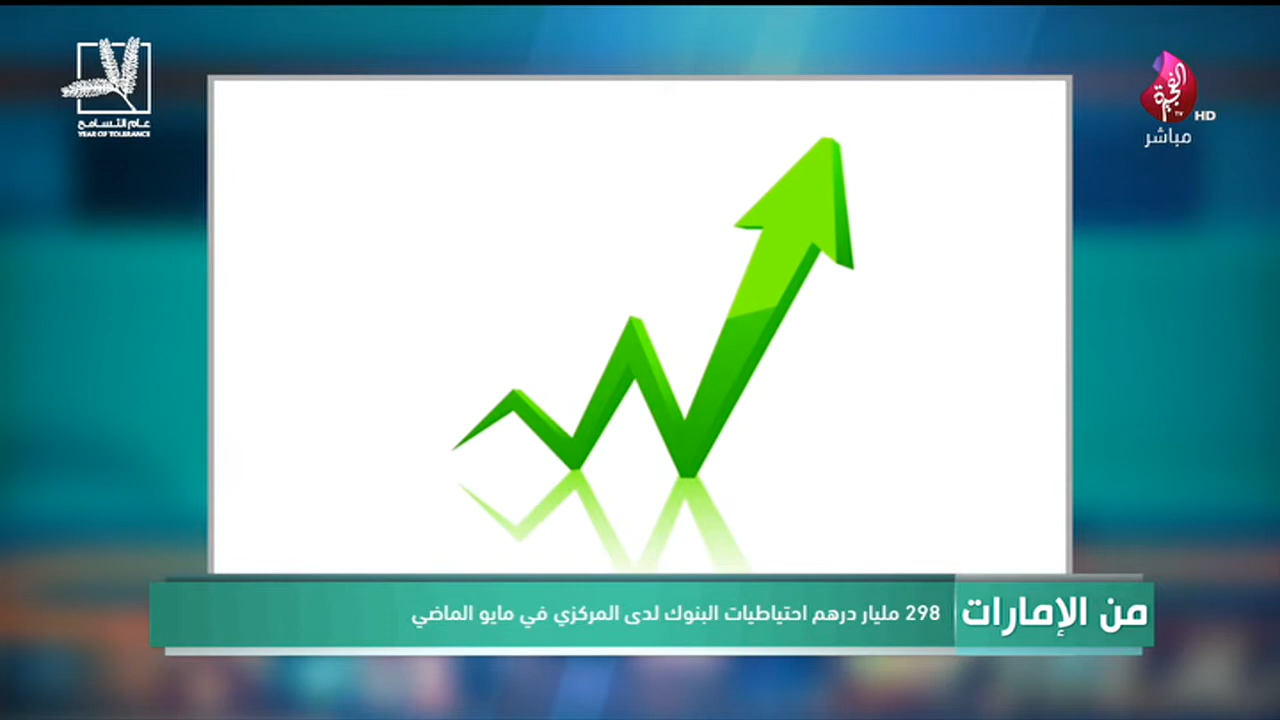 عام التسامح
YEAR OF TOLERANCE
الفجيرة
TV
HD
مباشر
من الإمارات
298 مليار درهم احتياطيات البنوك لدى المركزي في مايو الماضي